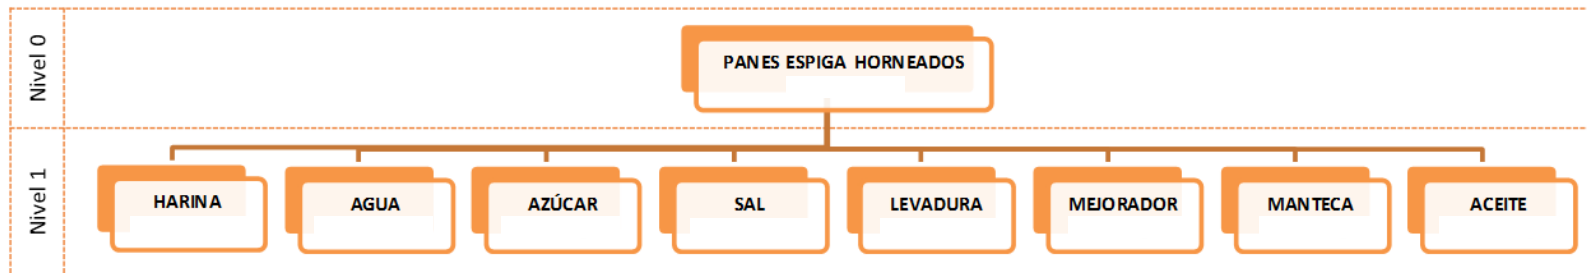 Nivel 0
PANES ESPIGA HORNEADOS
Nivel 1
HARINA
AGUA
AZÚCAR
SAL
LEVADURA
MEJORADOR
MANTECA
ACEITE